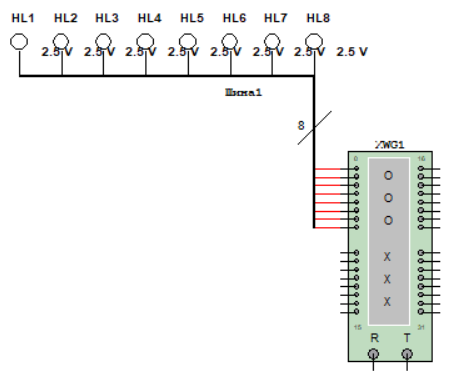 HL1 HL2 HL3 HL4 HL5 HL6 HL7 HL8
2.5 V 2.5 V 2.5 V 2.5 V 2.5 V 2.5 V 2.5 V 2.5 V
Шина1
8
XWG1
0 16
O
O
O
X
X
X
15 31
R T